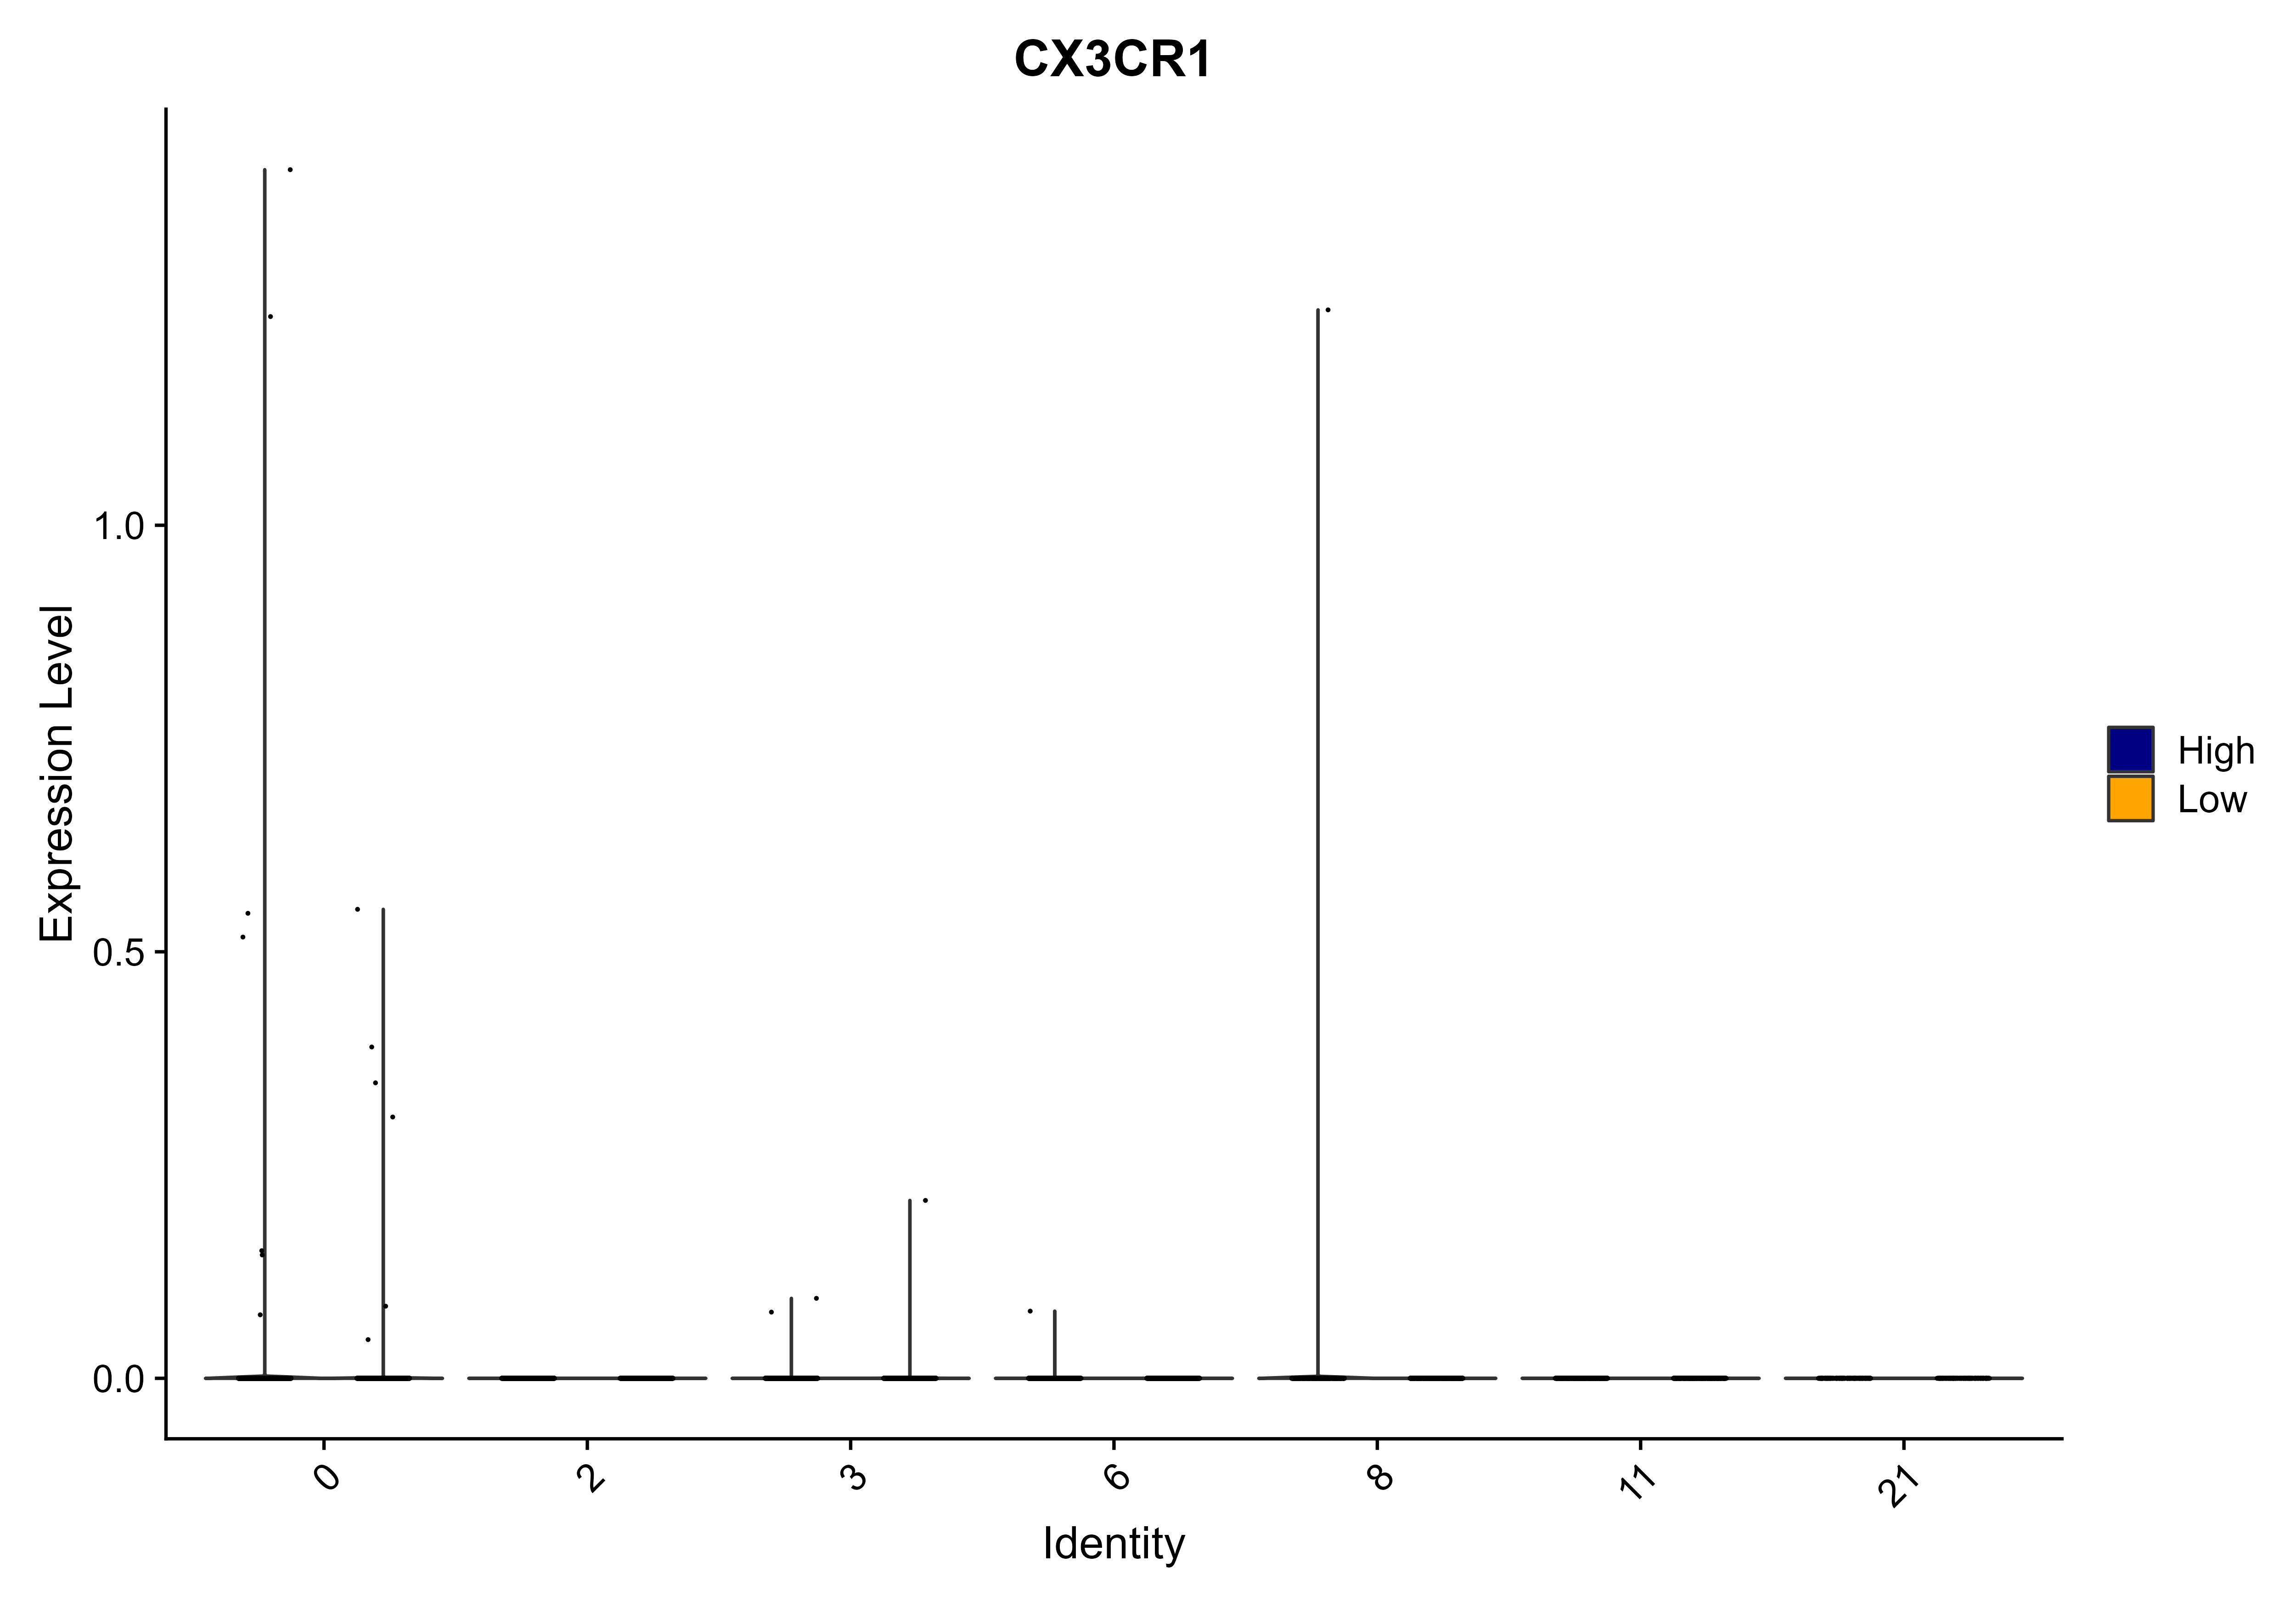 CX3CR1
Expression Level
1.0
0.5
0.0
0
2
3
6
8
11
21
Identity
High
Low